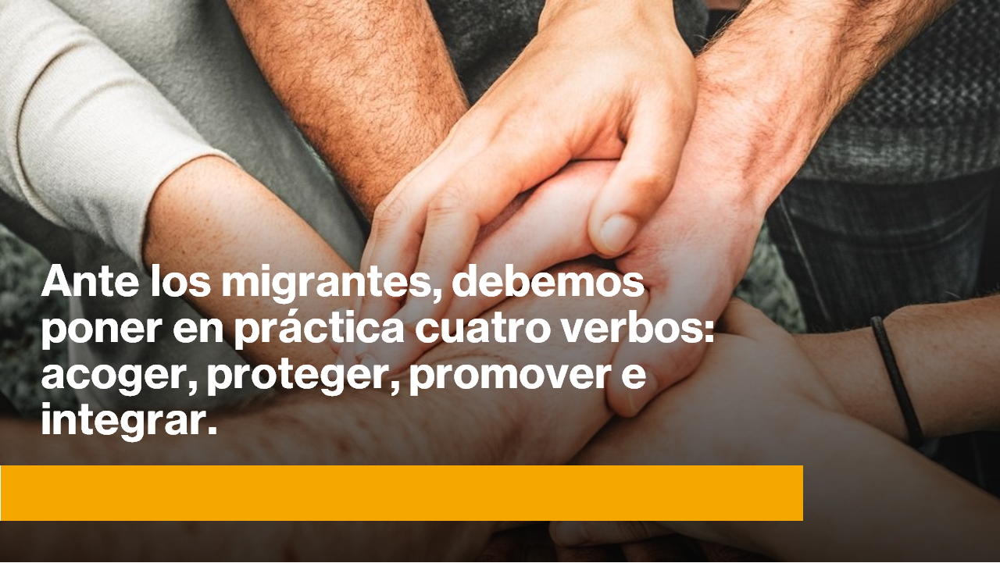 Ante los migrantes, debemos
poner en práctica cuatro verbos:
acoger, proteger, promover e
integrar.